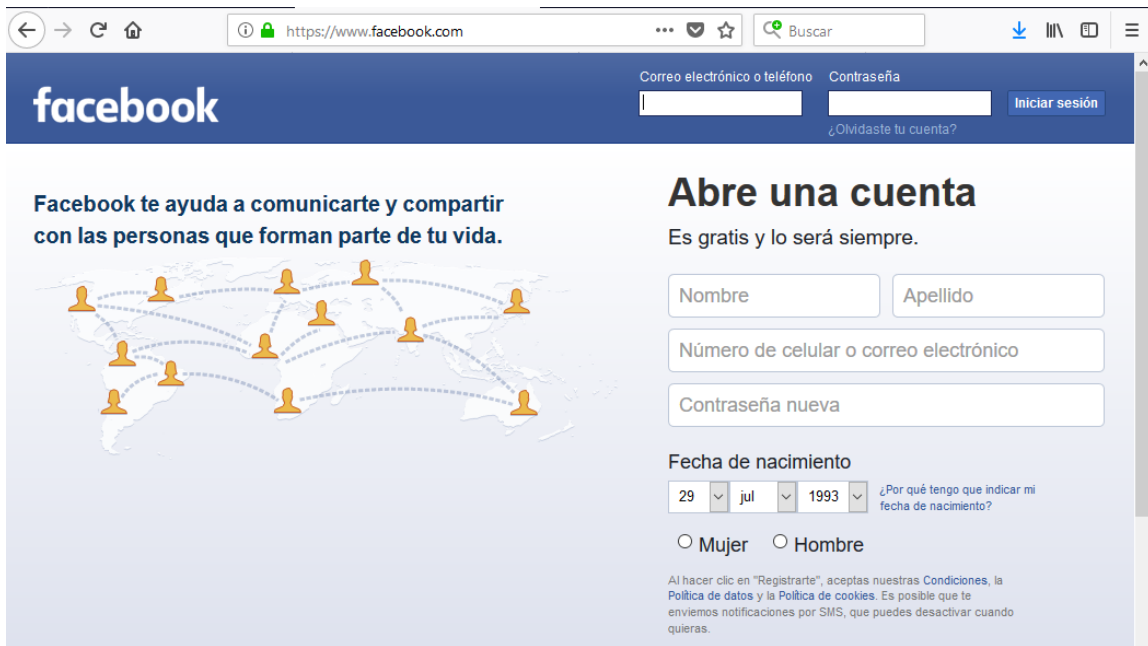 https://www.facebook.com
Buscar
facebook
Correo electrónico o teléfono
Contraseña
Iniciar sesión
¿Olvidaste tu cuenta?
Facebook te ayuda a comunicarte y compartir
con las personas que forman parte de tu vida.
Abre una cuenta
Es gratis y lo será siempre.
Nombre
Apellido
Número de celular o correo electrónico
Contraseña nueva
Fecha de nacimiento
29 jul 1993
¿Por qué tengo que indicar mi
fecha de nacimiento?
Mujer Hombre
Al hacer clic en "Registrarte", aceptas nuestras Condiciones, la
Política de datos y la Política de cookies. Es posible que te
enviemos notificaciones por SMS, que puedes desactivar cuando
quieras.